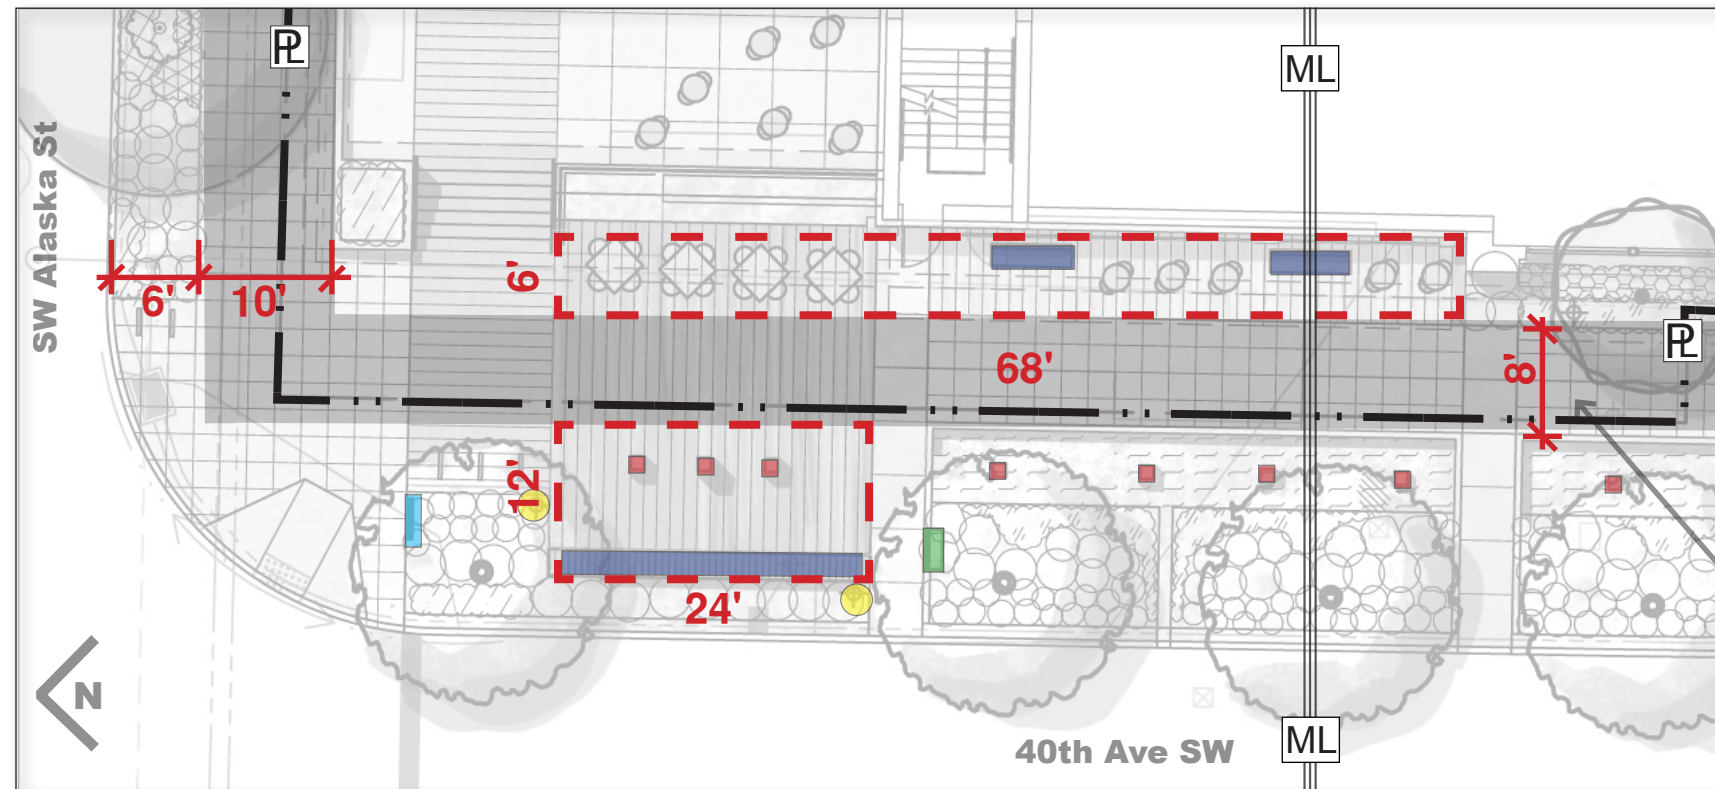 PL
ML
SW Alaska St
6'
10'
6'
68'
8'
PL
12'
24'
N
40th Ave SW
ML